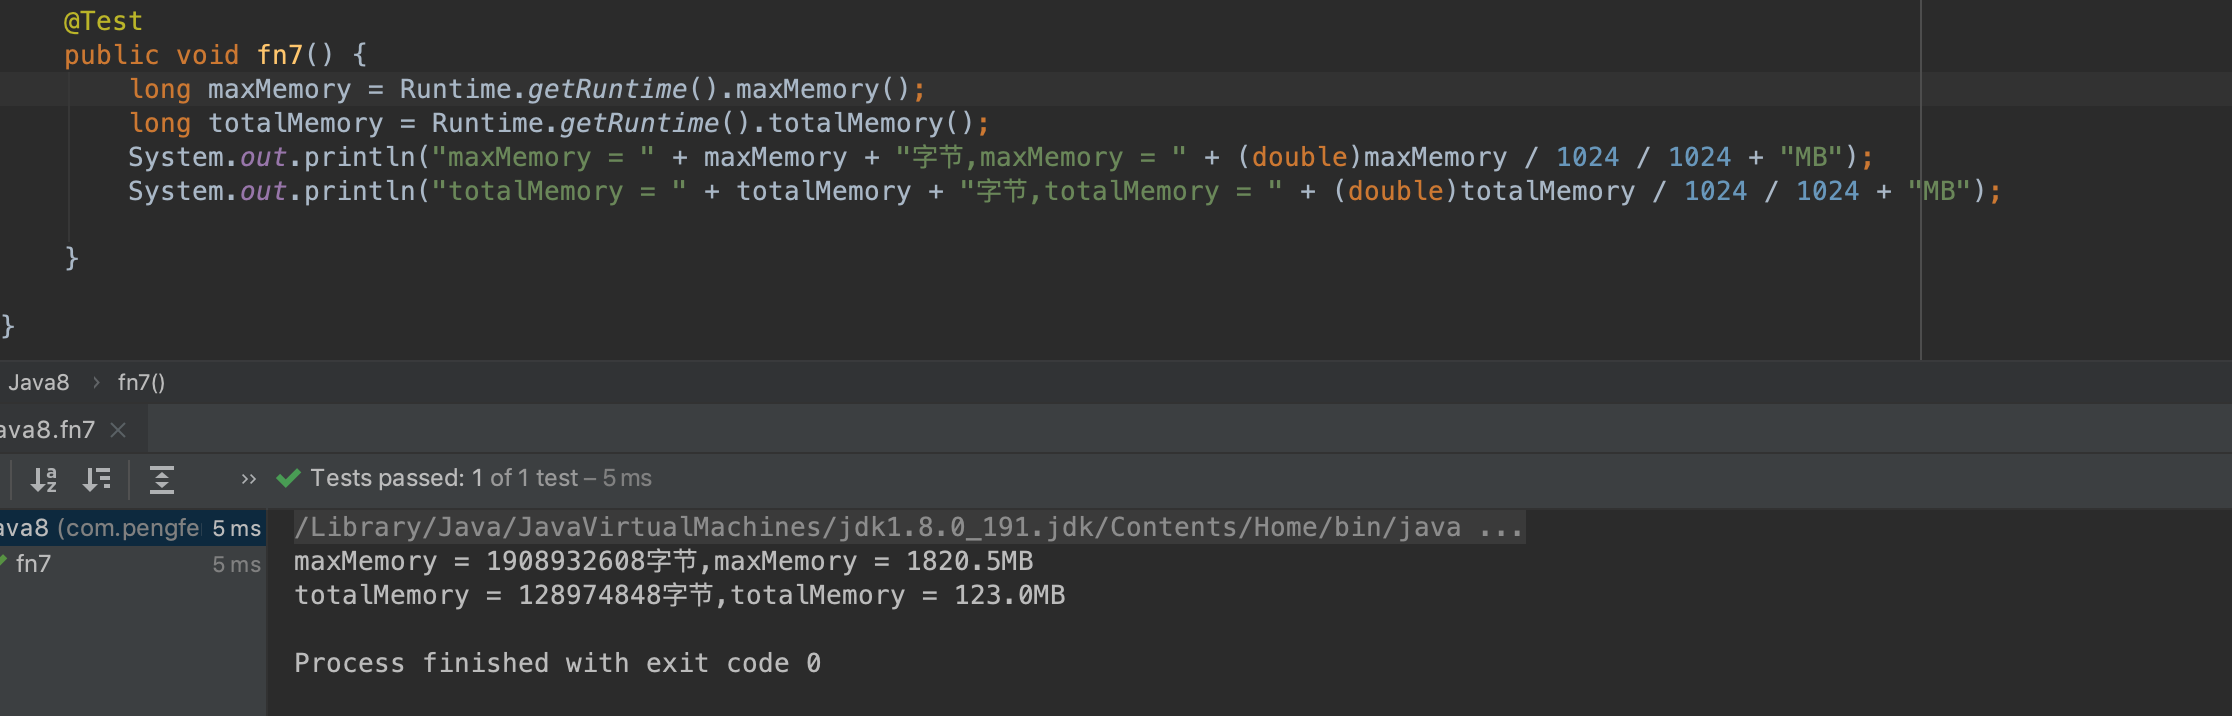 @Test
public void fn7() {
long maxMemory = Runtime.getRuntime().maxMemory();
long totalMemory = Runtime.getRuntime().totalMemory();
System.out.println("maxMemory = " + maxMemory + "字节,maxMemory = " + (double)maxMemory / 1024 / 1024 + "MB");
System.out.println("totalMemory = " + totalMemory + "字节,totalMemory = " + (double)totalMemory / 1024 / 1024 + "MB");
}
}
Java8 › fn7()
ava8.fn7 ×
» Tests passed: 1 of 1 test – 5 ms
ava8 (com.pengfe 5 ms
/Library/Java/JavaVirtualMachines/jdk1.8.0_191.jdk/Contents/Home/bin/java ...
fn7 5 ms
maxMemory = 1908932608字节,maxMemory = 1820.5MB
totalMemory = 128974848字节,totalMemory = 123.0MB
Process finished with exit code 0